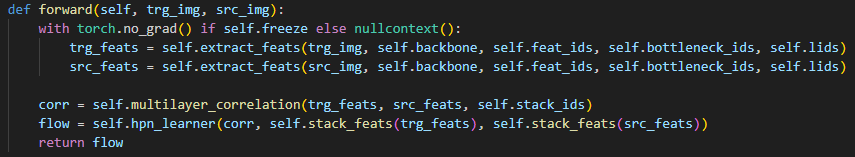 def forward(self, trg_img, src_img):
    with torch.no_grad() if self.freeze else nullcontext():
        trg_feats = self.extract_feats(trg_img, self.backbone, self.feat_ids, self.bottleneck_ids, self.lids)
        src_feats = self.extract_feats(src_img, self.backbone, self.feat_ids, self.bottleneck_ids, self.lids)

    corr = self.multilayer_correlation(trg_feats, src_feats, self.stack_ids)
    flow = self.hpn_learner(corr, self.stack_feats(trg_feats), self.stack_feats(src_feats))
    return flow